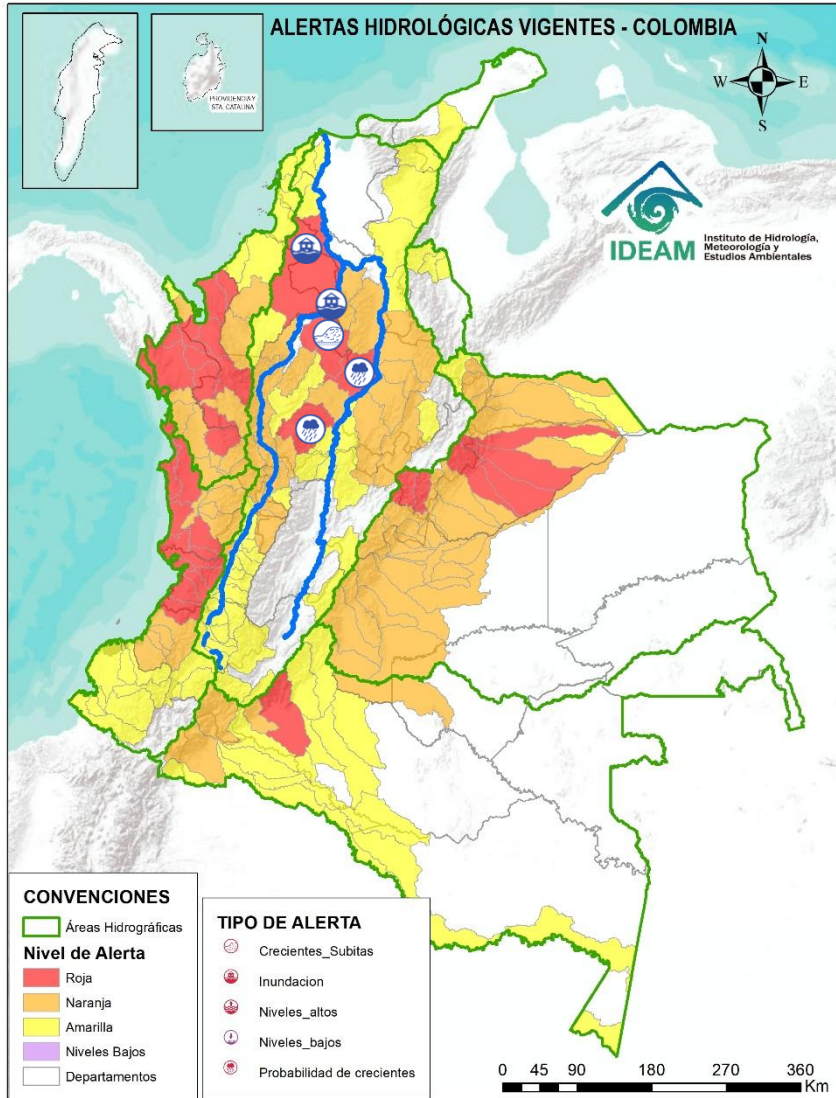 ALERTAS HIDROLÓGICAS VIGENTES - COLOMBIA
PROVIDENCIA Y
STA. CATALINA
N
W
E
S
IDEAM
Instituto de Hidrología,
Meteorología y
Estudios Ambientales
CONVENCIONES
Áreas Hidrográficas
Nivel de Alerta
Roja
Naranja
Amarilla
Niveles Bajos
Departamentos
TIPO DE ALERTA
Crecientes_Subitas
Inundacion
Niveles_altos
Niveles_bajos
Probabilidad de crecientes
0 45 90 180 270 360
Km